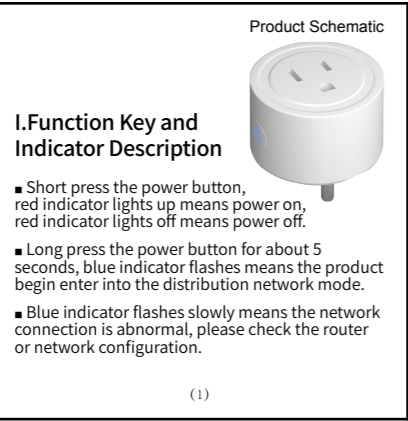 Product Schematic
I.Function Key and
Indicator Description
■ Short press the power button,
red indicator lights up means power on,
red indicator lights off means power off.
■ Long press the power button for about 5
seconds, blue indicator flashes means the product
begin enter into the distribution network mode.
■ Blue indicator flashes slowly means the network
connection is abnormal, please check the router
or network configuration.
(1)